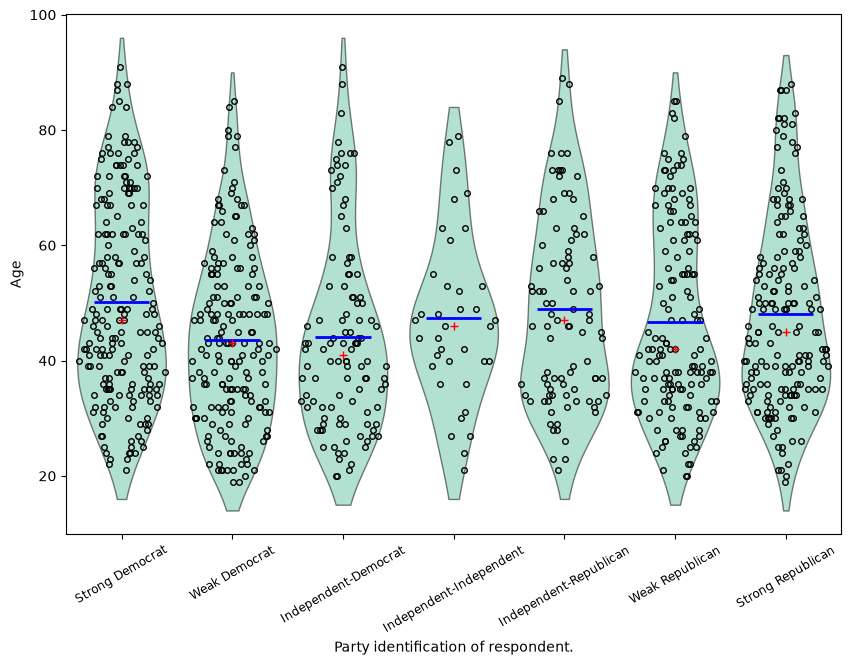 100
80
60
40
20
Age
Strong Democrat
Weak Democrat
Independent-Democrat
Independent-Independent
Independent-Republican
Weak Republican
Strong Republican
Party identification of respondent.